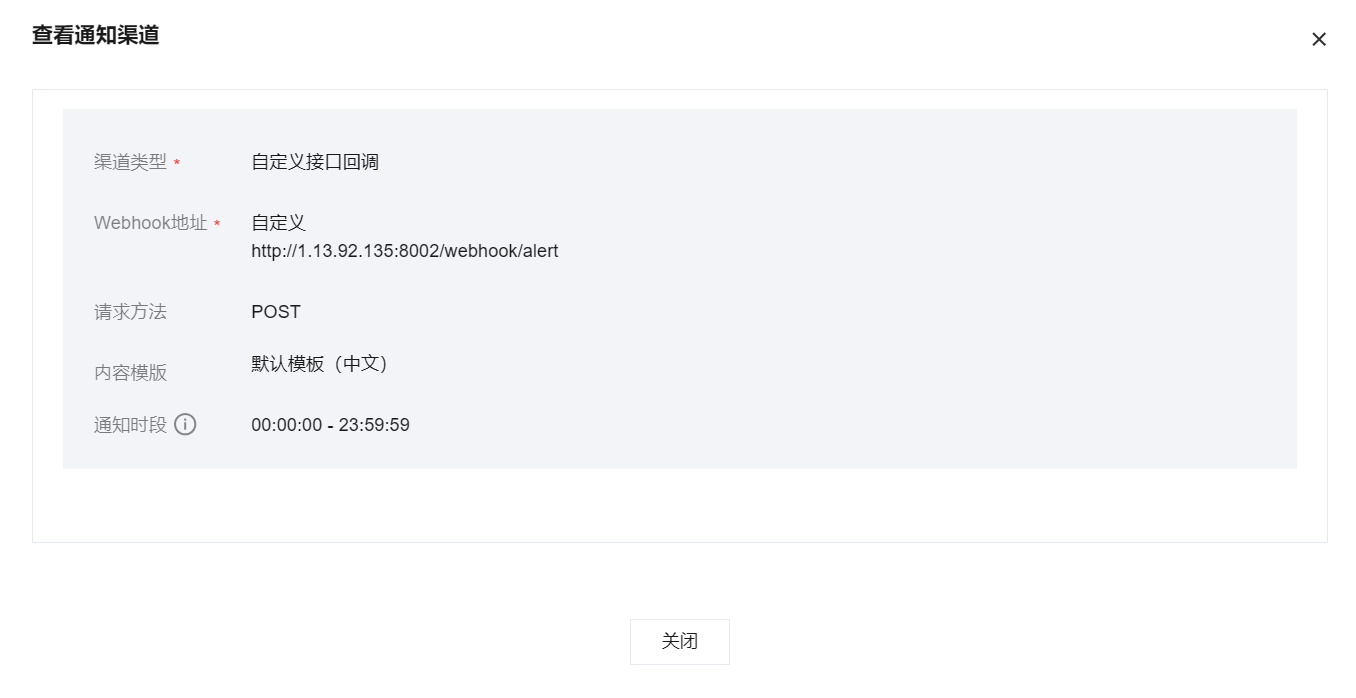 查看通知渠道
渠道类型 *
自定义接口回调
Webhook地址 *
自定义
http://1.13.92.135:8002/webhook/alert
请求方法
POST
内容模版
默认模板（中文）
通知时段
00:00:00 - 23:59:59
关闭